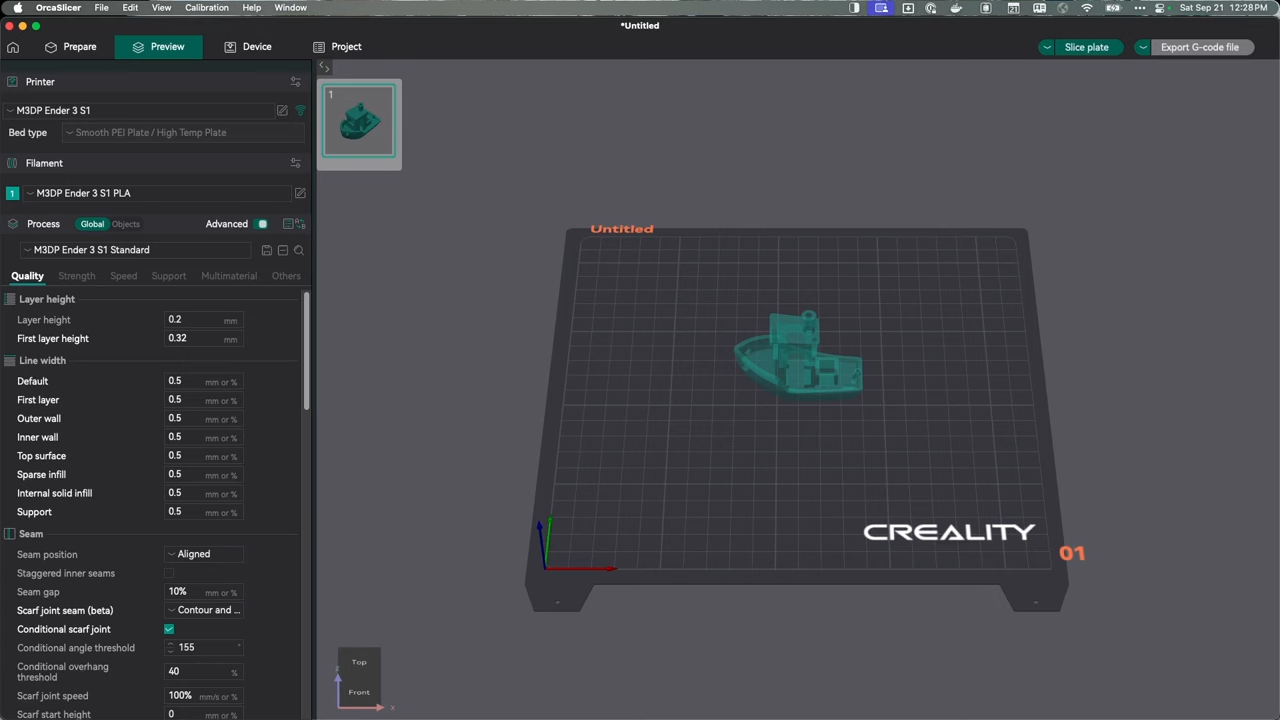 OrcaSlicer File Edit View Calibration Help Window Sat Sep 21 12:28 PM
*Untitled
Prepare Preview Device Project Slice plate Export G-code file
Printer
M3DP Ender 3 S1
Bed type Smooth PEI Plate / High Temp Plate
Filament
1 M3DP Ender 3 S1 PLA
Process Global Objects Advanced
M3DP Ender 3 S1 Standard
Quality Strength Speed Support Multimaterial Others
Layer height
Layer height 0.2 mm
First layer height 0.32 mm
Line width
Default 0.5 mm or %
First layer 0.5 mm or %
Outer wall 0.5 mm or %
Inner wall 0.5 mm or %
Top surface 0.5 mm or %
Sparse infill 0.5 mm or %
Internal solid infill 0.5 mm or %
Support 0.5 mm or %
Seam
Seam position Aligned
Staggered inner seams
Seam gap 10% mm or %
Scarf joint seam (beta) Contour and ...
Conditional scarf joint
Conditional angle threshold 155 °
Conditional overhang
threshold 40 %
Scarf joint speed 100% mm/s or %
Scarf start height 0 mm or %
1
Untitled
CREALITY
01
Top
Front
z
x